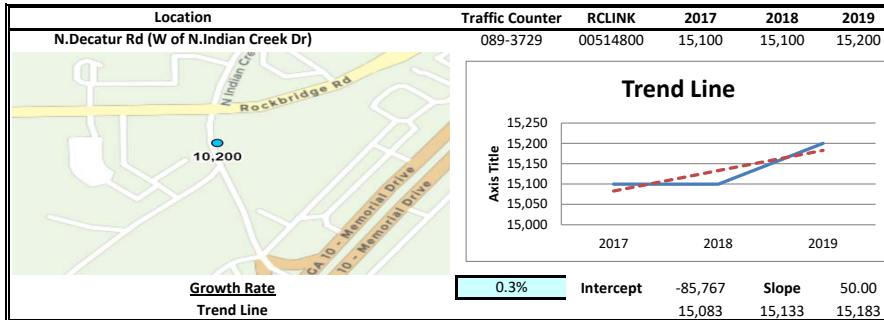 Location Traffic Counter RCLINK 2017 2018 2019
N.Decatur Rd (W of N.Indian Creek Dr) 089-3729 00514800 15,100 15,100 15,200
N Indian Cre
Rockbridge Rd
10,200
GA 10 - Memorial Drive
10 - Memorial Drive
Trend Line
Axis Title
15,250
15,200
15,150
15,100
15,050
15,000
2017 2018 2019
Growth Rate 0.3% Intercept -85,767 Slope 50.00
Trend Line 15,083 15,133 15,183